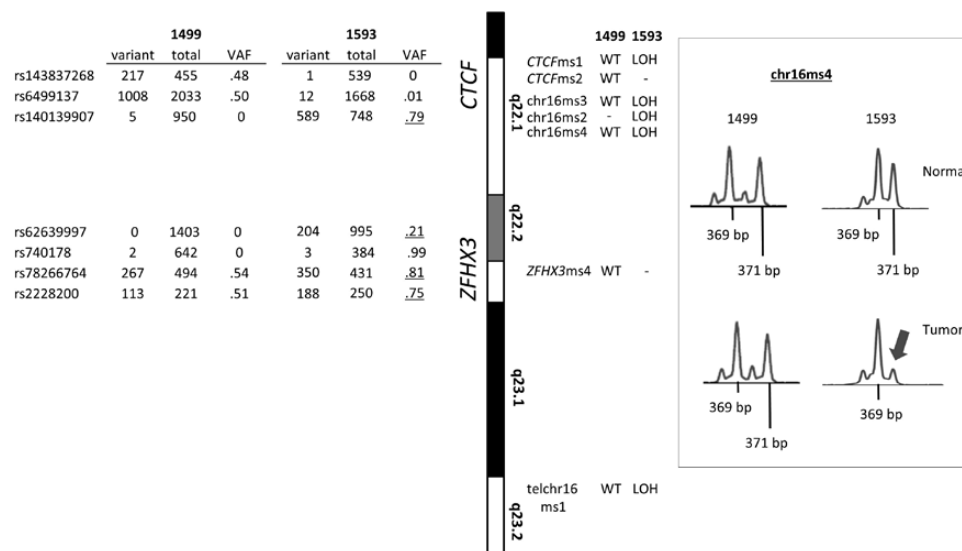 1499 1593
variant total VAF variant total VAF
rs143837268 217 455 .48 1 539 0
rs6499137 1008 2033 .50 12 1668 .01
rs140139907 5 950 0 589 748 .79
rs62639997 0 1403 0 204 995 .21
rs740178 2 642 0 3 384 .99
rs78266764 267 494 .54 350 431 .81
rs2228200 113 221 .51 188 250 .75
CTCF
ZFHX3
q22.1
q22.2
q23.1
q23.2
1499 1593
CTCFms1 WT LOH
CTCFms2 WT -
chr16ms3 WT LOH
chr16ms2 - LOH
chr16ms4 WT LOH
ZFHX3ms4 WT -
telchr16 WT LOH
ms1
chr16ms4
1499 1593
Norma
369 bp 369 bp
371 bp 371 bp
Tumor
369 bp 369 bp
371 bp